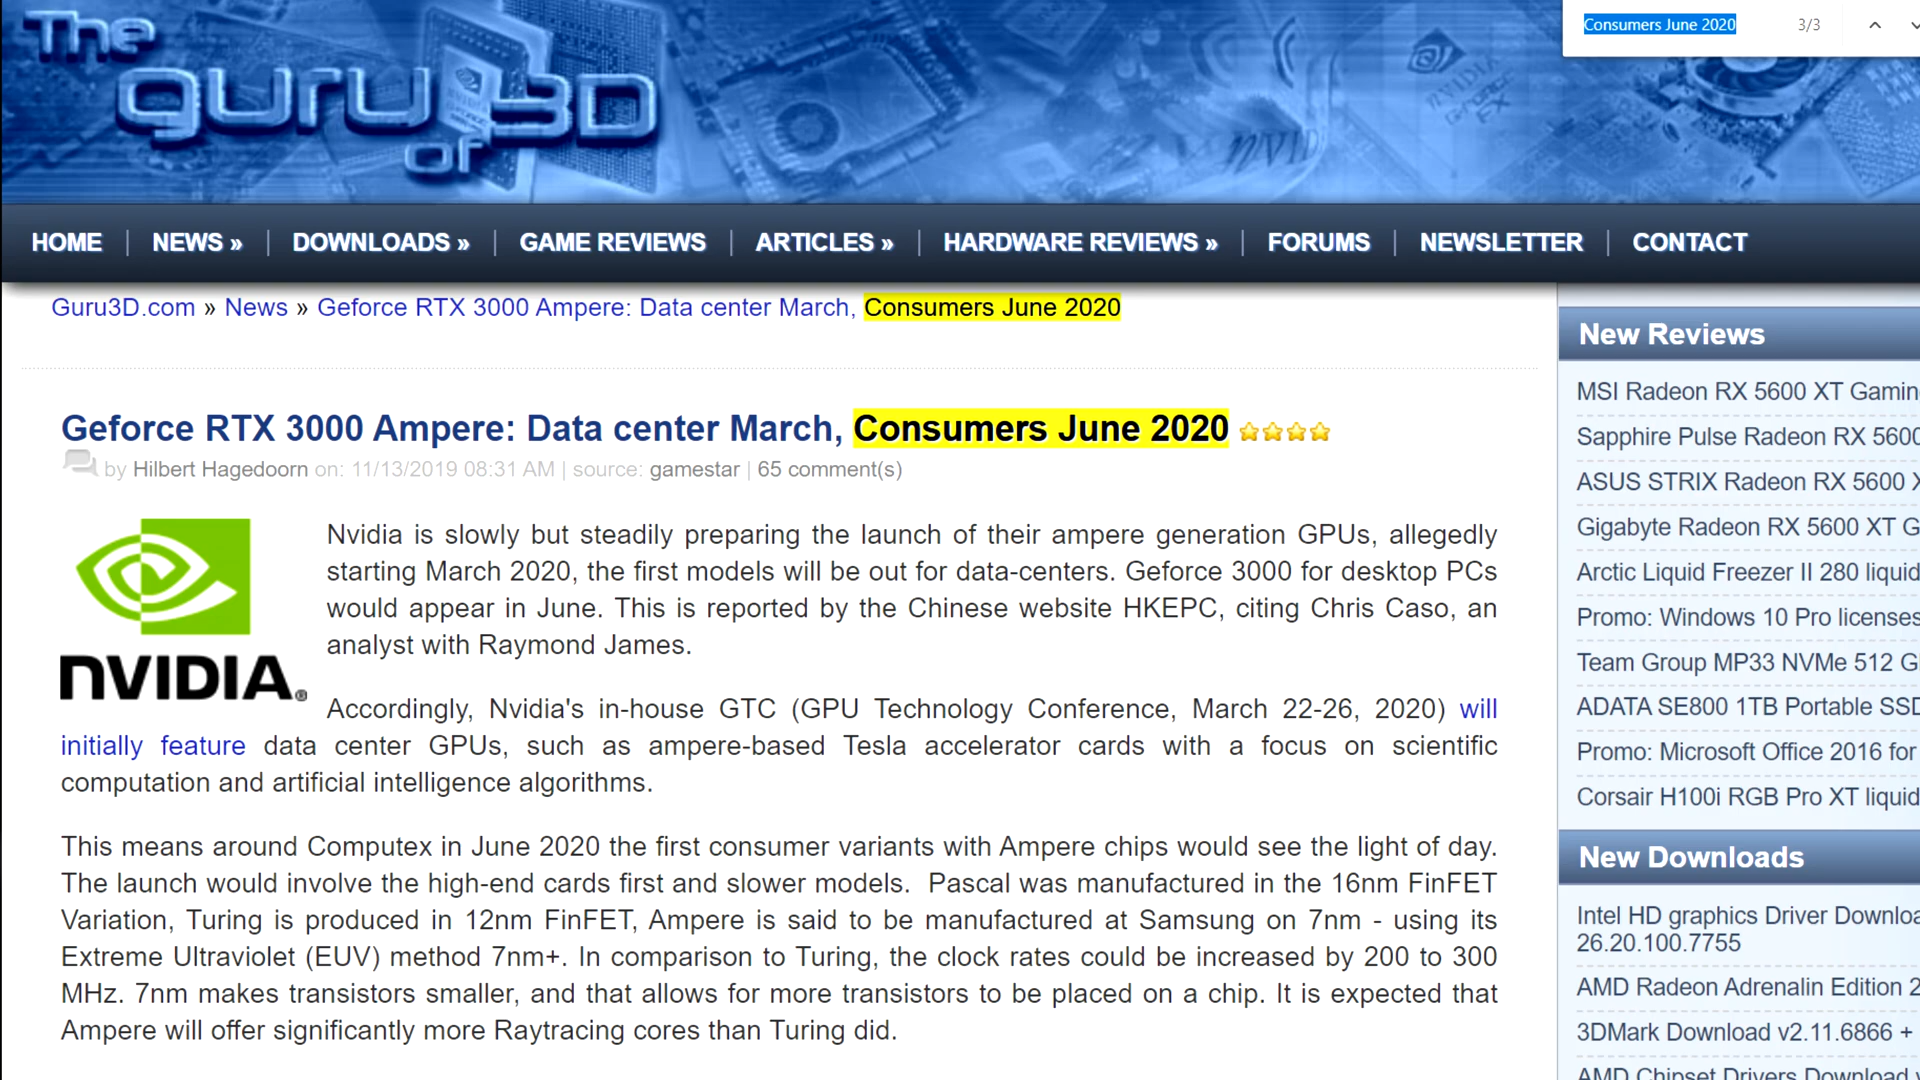 The
guru
of
3D
Consumers June 2020 3/3
HOME | NEWS » | DOWNLOADS » | GAME REVIEWS | ARTICLES » | HARDWARE REVIEWS » | FORUMS | NEWSLETTER | CONTACT
Guru3D.com » News » Geforce RTX 3000 Ampere: Data center March, Consumers June 2020
Geforce RTX 3000 Ampere: Data center March, Consumers June 2020
by Hilbert Hagedoorn on: 11/13/2019 08:31 AM | source: gamestar | 65 comment(s)
NVIDIA®
Nvidia is slowly but steadily preparing the launch of their ampere generation GPUs, allegedly
starting March 2020, the first models will be out for data-centers. Geforce 3000 for desktop PCs
would appear in June. This is reported by the Chinese website HKEPC, citing Chris Caso, an
analyst with Raymond James.
Accordingly, Nvidia's in-house GTC (GPU Technology Conference, March 22-26, 2020) will
initially feature data center GPUs, such as ampere-based Tesla accelerator cards with a focus on scientific
computation and artificial intelligence algorithms.
This means around Computex in June 2020 the first consumer variants with Ampere chips would see the light of day.
The launch would involve the high-end cards first and slower models. Pascal was manufactured in the 16nm FinFET
Variation, Turing is produced in 12nm FinFET, Ampere is said to be manufactured at Samsung on 7nm - using its
Extreme Ultraviolet (EUV) method 7nm+. In comparison to Turing, the clock rates could be increased by 200 to 300
MHz. 7nm makes transistors smaller, and that allows for more transistors to be placed on a chip. It is expected that
Ampere will offer significantly more Raytracing cores than Turing did.
New Reviews
MSI Radeon RX 5600 XT Gamin
Sapphire Pulse Radeon RX 5600
ASUS STRIX Radeon RX 5600 X
Gigabyte Radeon RX 5600 XT G
Arctic Liquid Freezer II 280 liquid
Promo: Windows 10 Pro licenses
Team Group MP33 NVMe 512 G
ADATA SE800 1TB Portable SSD
Promo: Microsoft Office 2016 for
Corsair H100i RGB Pro XT liquid
New Downloads
Intel HD graphics Driver Downloa
26.20.100.7755
AMD Radeon Adrenalin Edition 2
3DMark Download v2.11.6866 +
AMD Chipset Drivers Download v